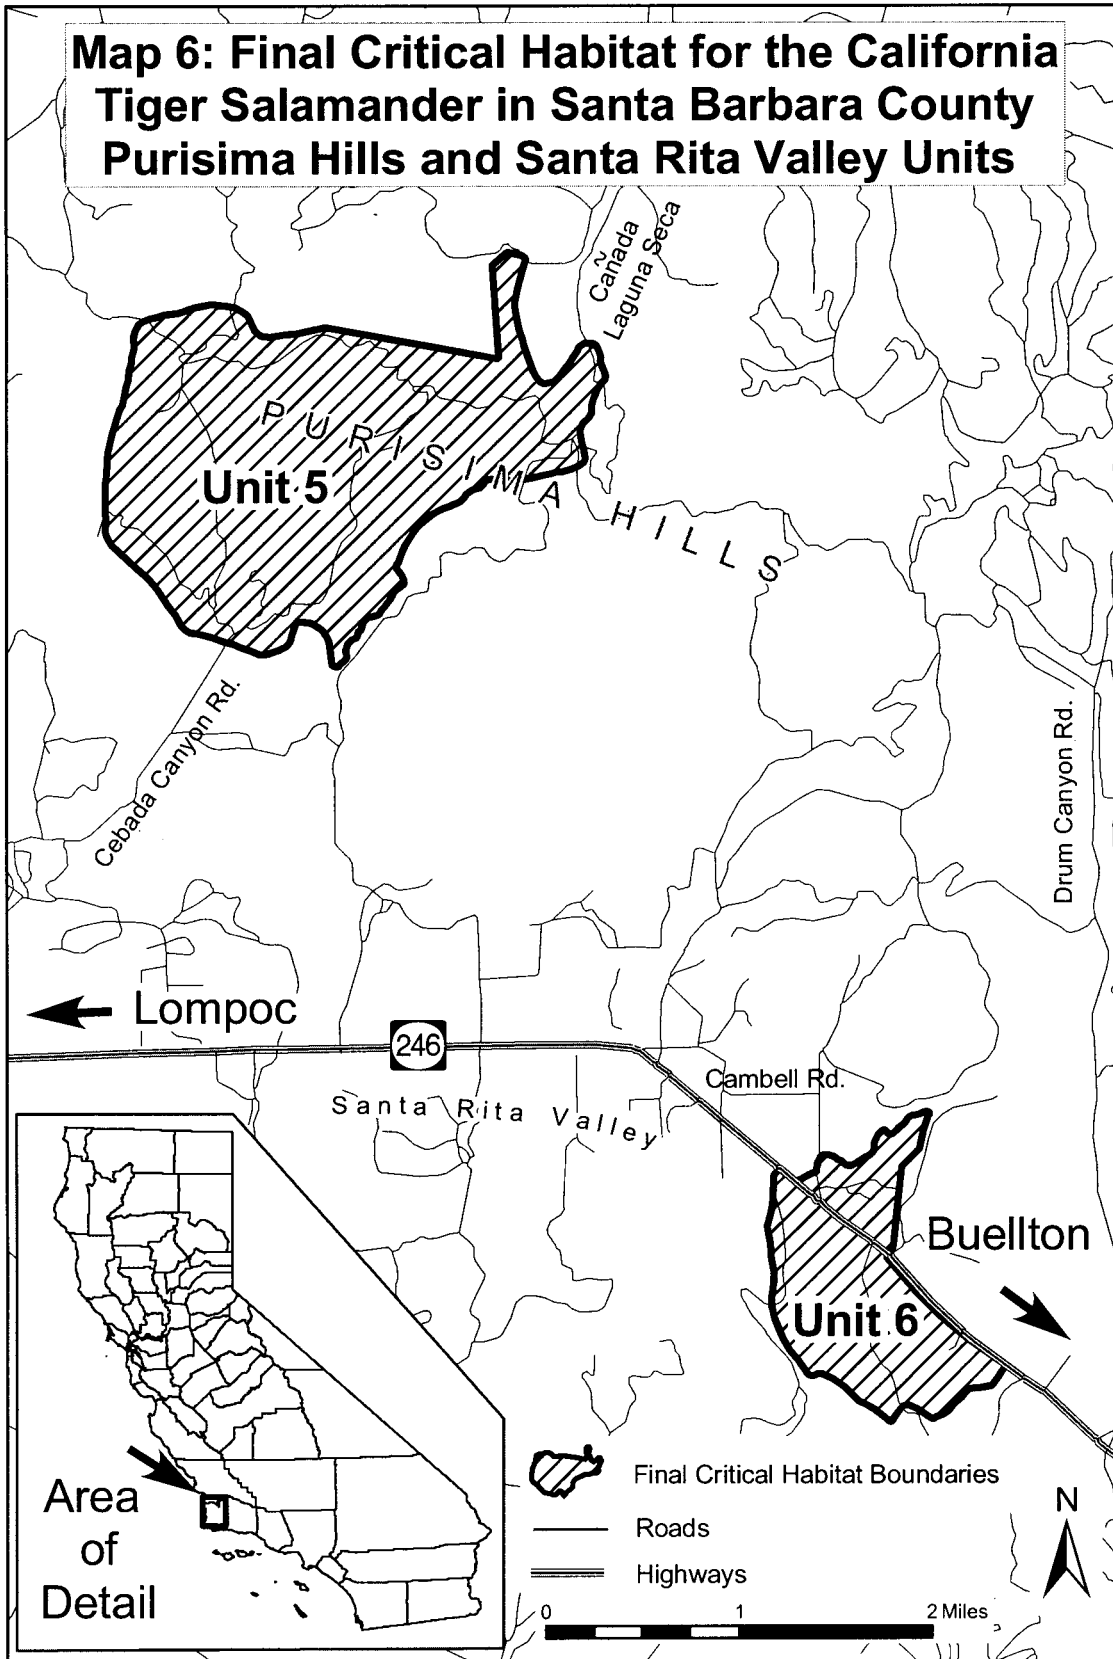 Map 6: Final Critical Habitat for the California
Tiger Salamander in Santa Barbara County
Purisima Hills and Santa Rita Valley Units
Cañada
Laguna Seca
PURISIMA HILLS
Unit 5
Cebada Canyon Rd.
Drum Canyon Rd.
Lompoc
246
Cambell Rd.
Santa Rita Valley
Buellton
Unit 6
Area
of
Detail
Final Critical Habitat Boundaries
Roads
Highways
N
0 1 2 Miles